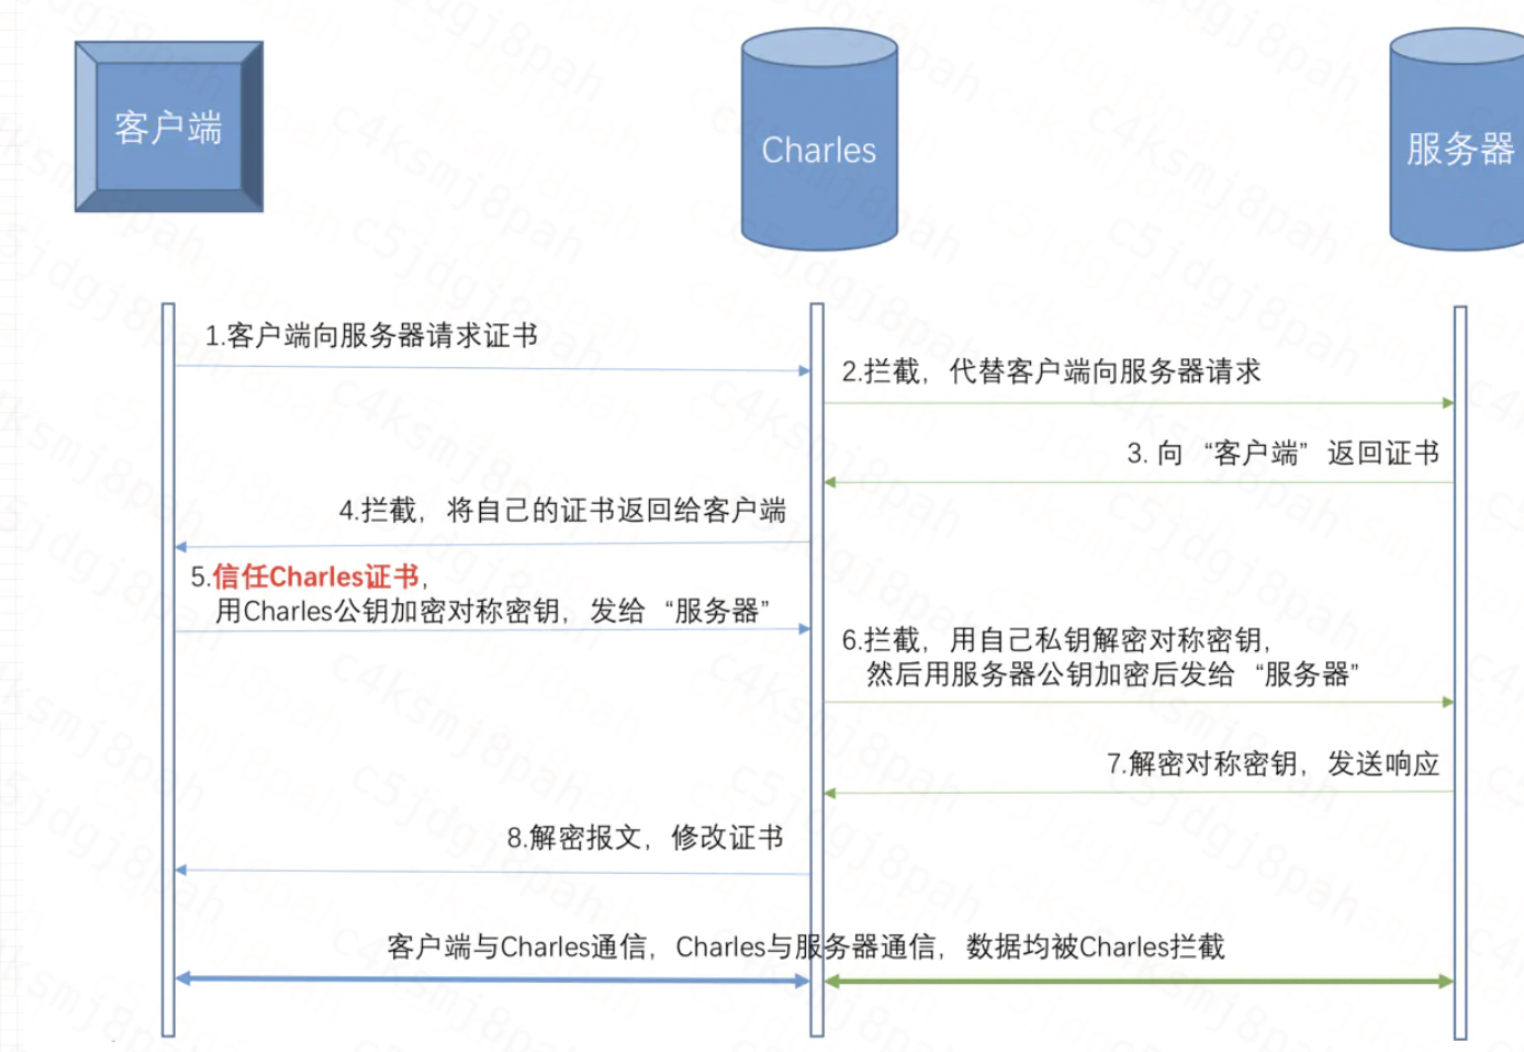 客户端
Charles
服务器
1.客户端向服务器请求证书
2.拦截，代替客户端向服务器请求
3. 向“客户端”返回证书
4.拦截，将自己的证书返回给客户端
5.信任Charles证书，
用Charles公钥加密对称密钥，发给“服务器”
6.拦截，用自己私钥解密对称密钥，
然后用服务器公钥加密后发给“服务器”
7.解密对称密钥，发送响应
8.解密报文，修改证书
客户端与Charles通信，Charles与服务器通信，数据均被Charles拦截